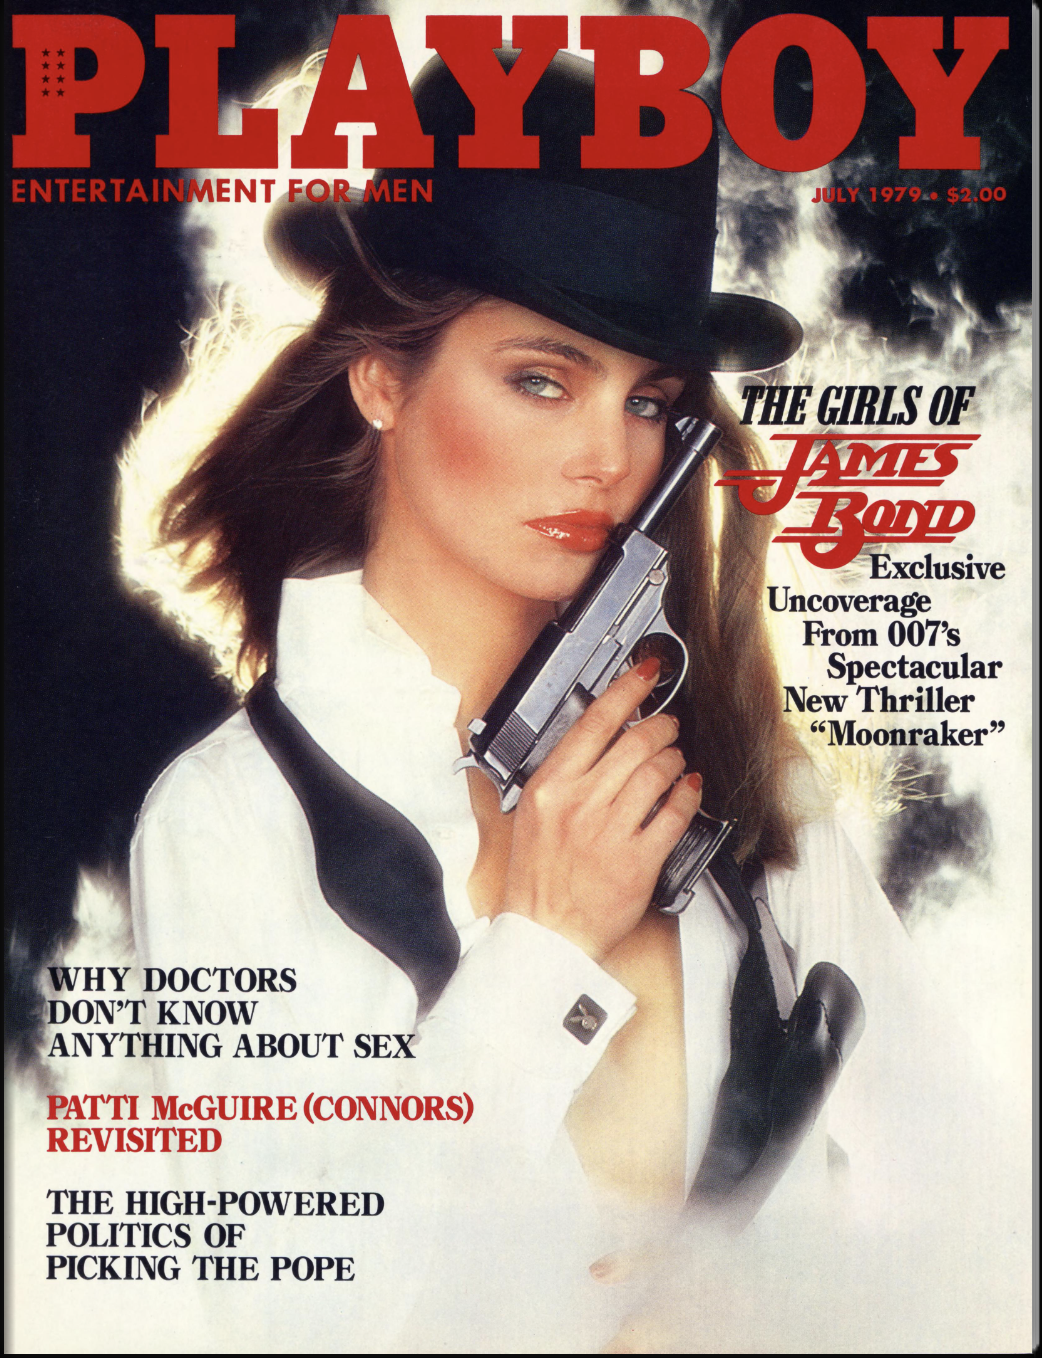 PLAYBOY
ENTERTAINMENT FOR MEN
JULY 1979 • $2.00
THE GIRLS OF
JAMES
BOND
Exclusive
Uncoverage
From 007's
Spectacular
New Thriller
“Moonraker”
WHY DOCTORS
DON'T KNOW
ANYTHING ABOUT SEX
PATTI McGUIRE (CONNORS)
REVISITED
THE HIGH-POWERED
POLITICS OF
PICKING THE POPE